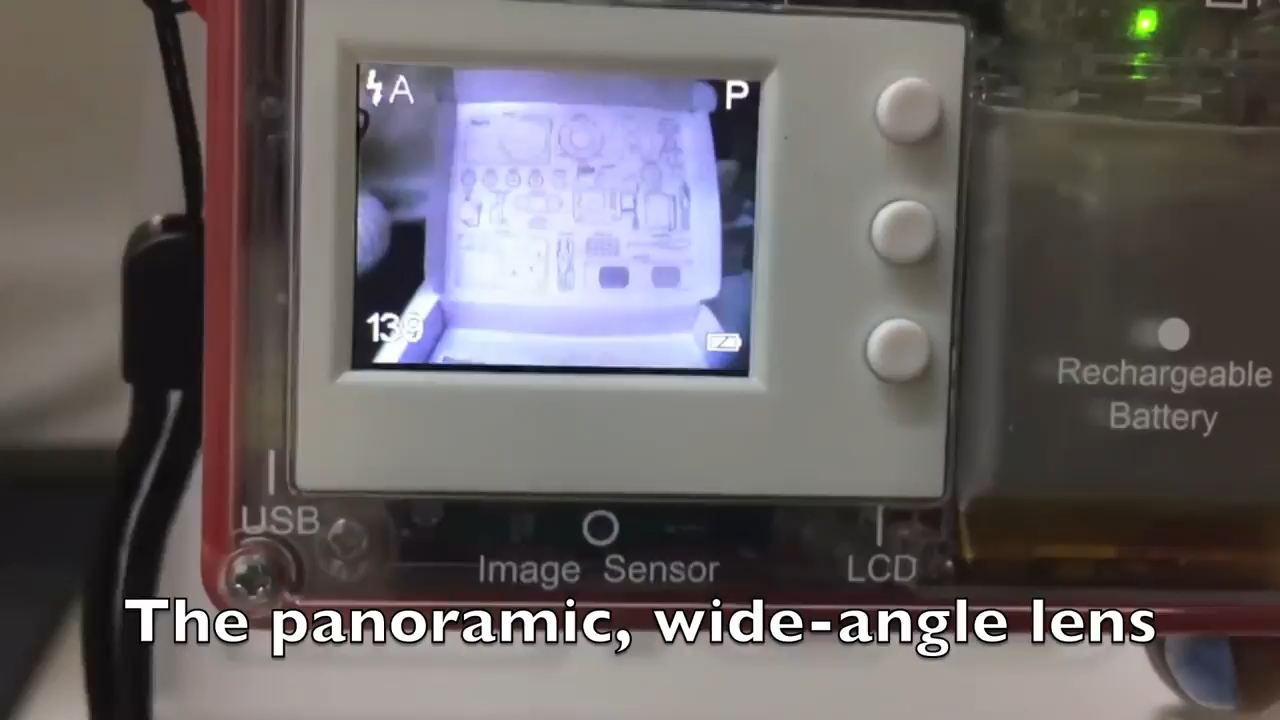 A
P
139
Rechargeable
Battery
USB
Image Sensor
LCD
The panoramic, wide-angle lens